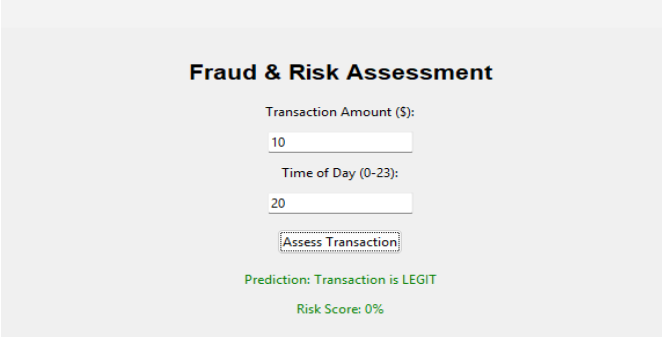 Fraud & Risk Assessment
Transaction Amount ($):
10
Time of Day (0-23):
20
Assess Transaction
Prediction: Transaction is LEGIT
Risk Score: 0%